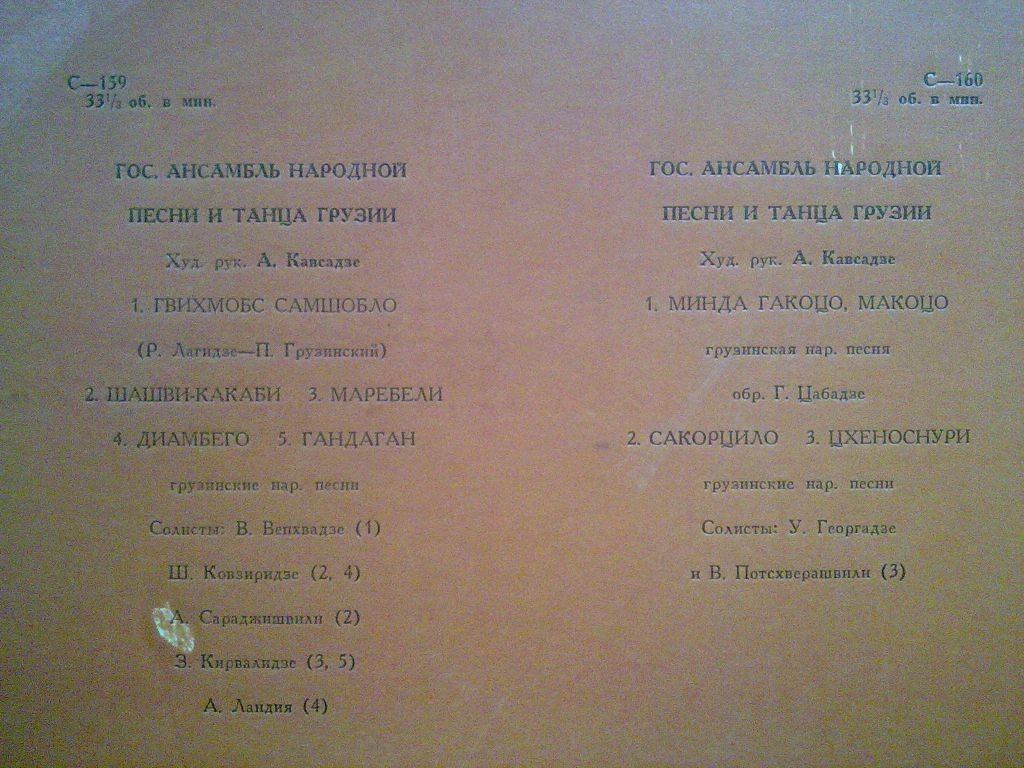 С—159
33 1/3 об. в мин.
ГОС. АНСАМБЛЬ НАРОДНОЙ
ПЕСНИ И ТАНЦА ГРУЗИИ
Худ. рук. А. Кавсадзе
1. ГВИХМОБС САМШОБЛО
(Р. Лагидзе—П. Грузинский)
2. ШАШВИ-КАКАБИ 3. МАРЕБЕЛИ
4. ДИАМБЕГО 5. ГАНДАГАН
грузинские нар. песни
Солисты: В. Вепхвадзе (1)
Ш. Ковзиридзе (2, 4)
А. Сараджишвили (2)
З. Кирвалидзе (3, 5)
А. Ландия (4)
С—160
33 1/3 об. в мин.
ГОС. АНСАМБЛЬ НАРОДНОЙ
ПЕСНИ И ТАНЦА ГРУЗИИ
Худ. рук. А. Кавсадзе
1. МИНДА ГАКОЦО, МАКОЦО
грузинская нар. песня
обр. Г. Цабадзе
2. САКОРЦИЛО 3. ЦХЕНОСНУРИ
грузинские нар. песни
Солисты: У. Георгадзе
и В. Потсхверашвили (3)